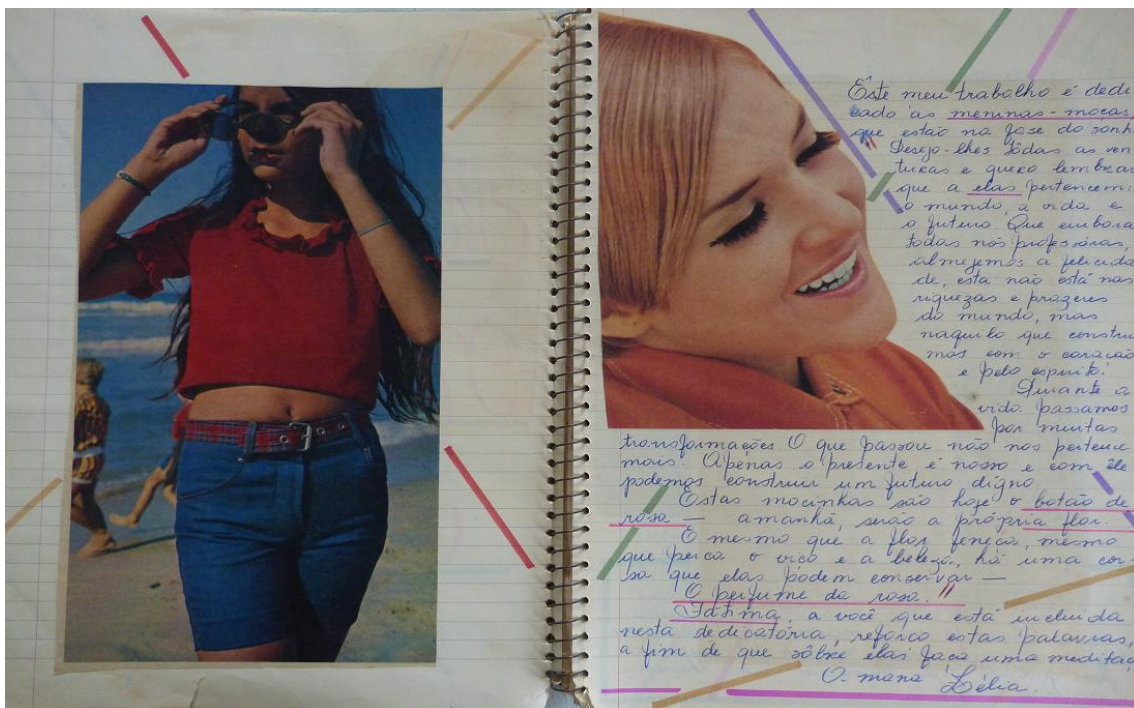 Êste meu trabalho é dedi
cado as meninas-moças,
que estão na fase do sonho
Desejo-lhes tôdas as ven
turas e quero lembrar
que a elas pertencem:
o mundo, a vida e
o futuro. Que embora
todas nós professôras,
almejemos a felicida
de, esta não está nas
riquezas e prazeres
do mundo, mas
naquilo que construi
mos com o coração
e pelo espírito.
Durante a
vida passamos
por muitas
transformações O que passou não nos pertence
mais. Apenas o presente é nosso e com êle
podemos construir um futuro digno.
Estas mocinhas são hoje o botão de
rosa — amanhã, serão a própria flor.
E mesmo que a flor feneça, mesmo
que perca o viço e a beleza, há uma coi-
sa que elas podem conservar —
O perfume da rosa."
Fátima, a você que está incluida
nesta dedicatória, reforço estas palavras,
a fim de que sôbre elas faça uma meditaç
mana Lélia.